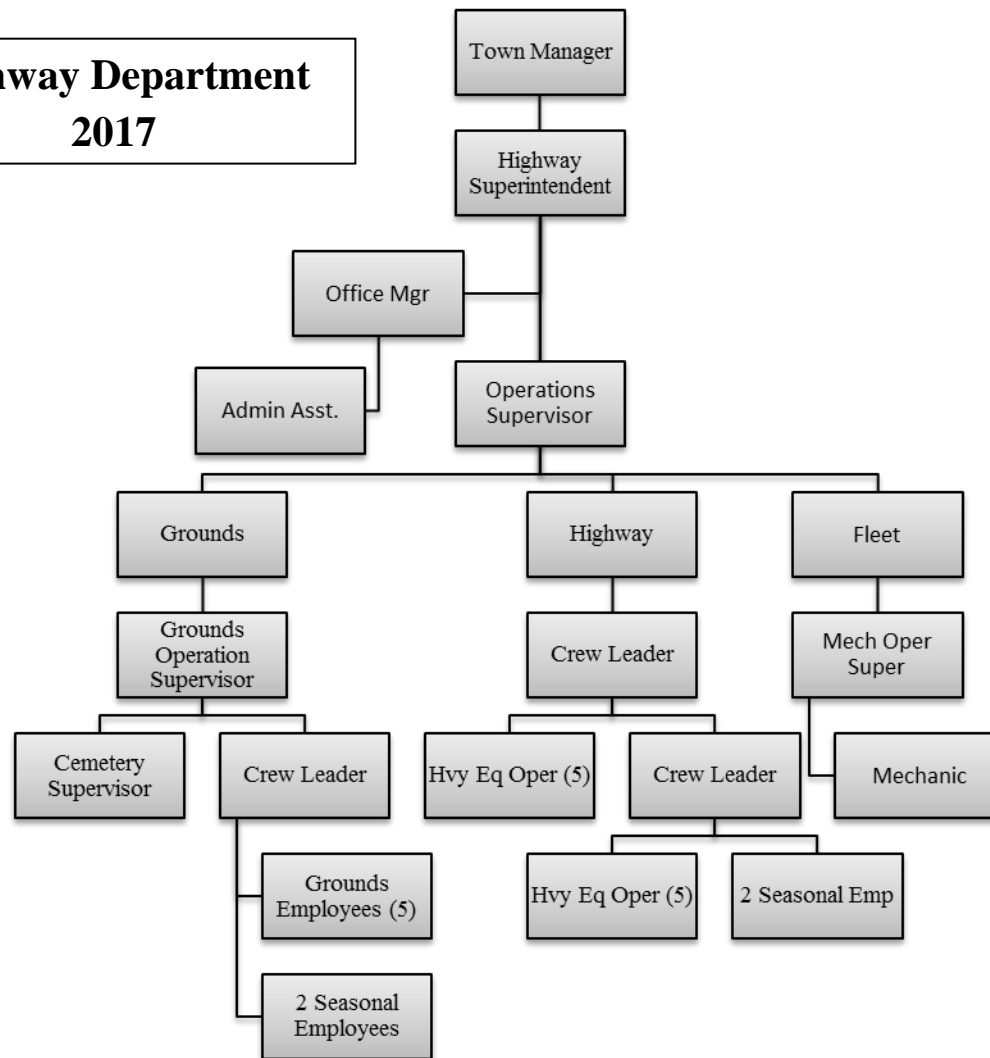 Town Manager
way Department
2017
Highway
Superintendent
Office Mgr
Admin Asst.
Operations
Supervisor
Grounds
Highway
Fleet
Grounds
Operation
Supervisor
Crew Leader
Mech Oper
Super
Cemetery
Supervisor
Crew Leader
Hvy Eq Oper (5)
Crew Leader
Mechanic
Grounds
Employees (5)
Hvy Eq Oper (5)
2 Seasonal Emp
2 Seasonal
Employees